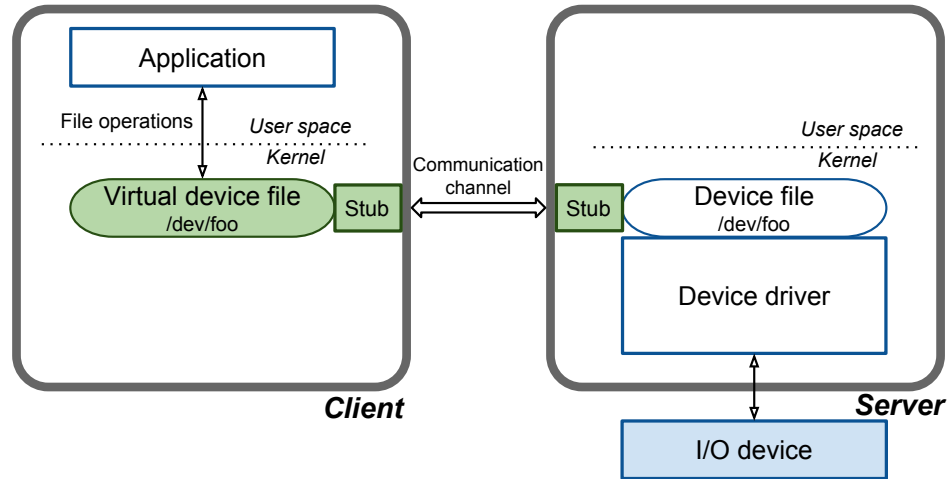 Application
File operations
User space
Kernel
Virtual device file
/dev/foo
Stub
Client
Communication
channel
User space
Kernel
Stub
Device file
/dev/foo
Device driver
Server
I/O device